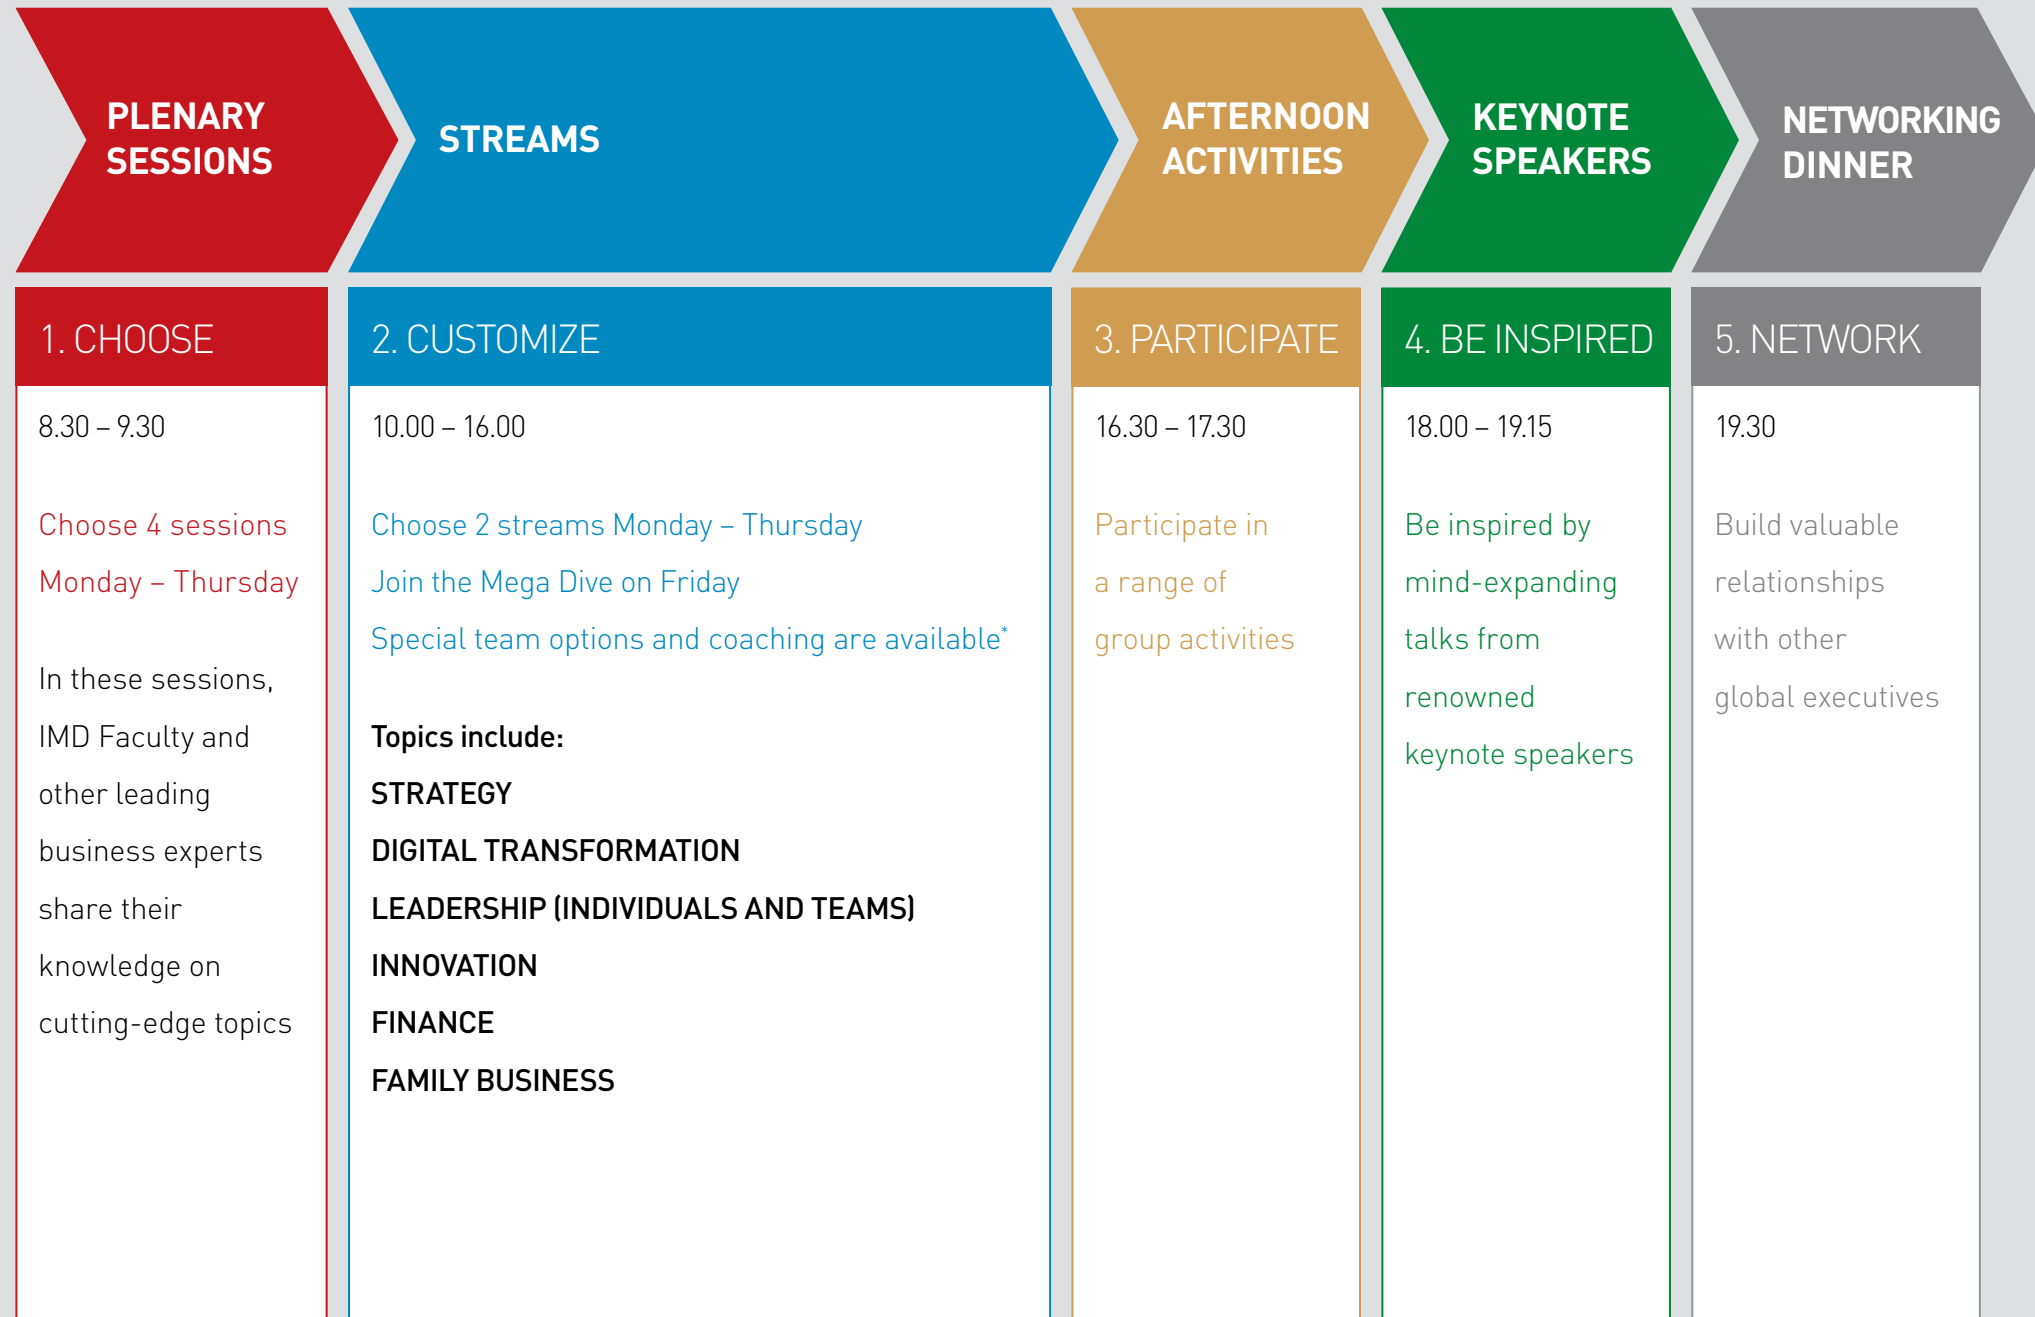 PLENARY
SESSIONS
STREAMS
AFTERNOON
ACTIVITIES
KEYNOTE
SPEAKERS
NETWORKING
DINNER
1. CHOOSE
8.30 – 9.30
Choose 4 sessions
Monday – Thursday
In these sessions,
IMD Faculty and
other leading
business experts
share their
knowledge on
cutting-edge topics
2. CUSTOMIZE
10.00 – 16.00
Choose 2 streams Monday – Thursday
Join the Mega Dive on Friday
Special team options and coaching are available*
Topics include:
STRATEGY
DIGITAL TRANSFORMATION
LEADERSHIP (INDIVIDUALS AND TEAMS)
INNOVATION
FINANCE
FAMILY BUSINESS
3. PARTICIPATE
16.30 – 17.30
Participate in
a range of
group activities
4. BE INSPIRED
18.00 – 19.15
Be inspired by
mind-expanding
talks from
renowned
keynote speakers
5. NETWORK
19.30
Build valuable
relationships
with other
global executives